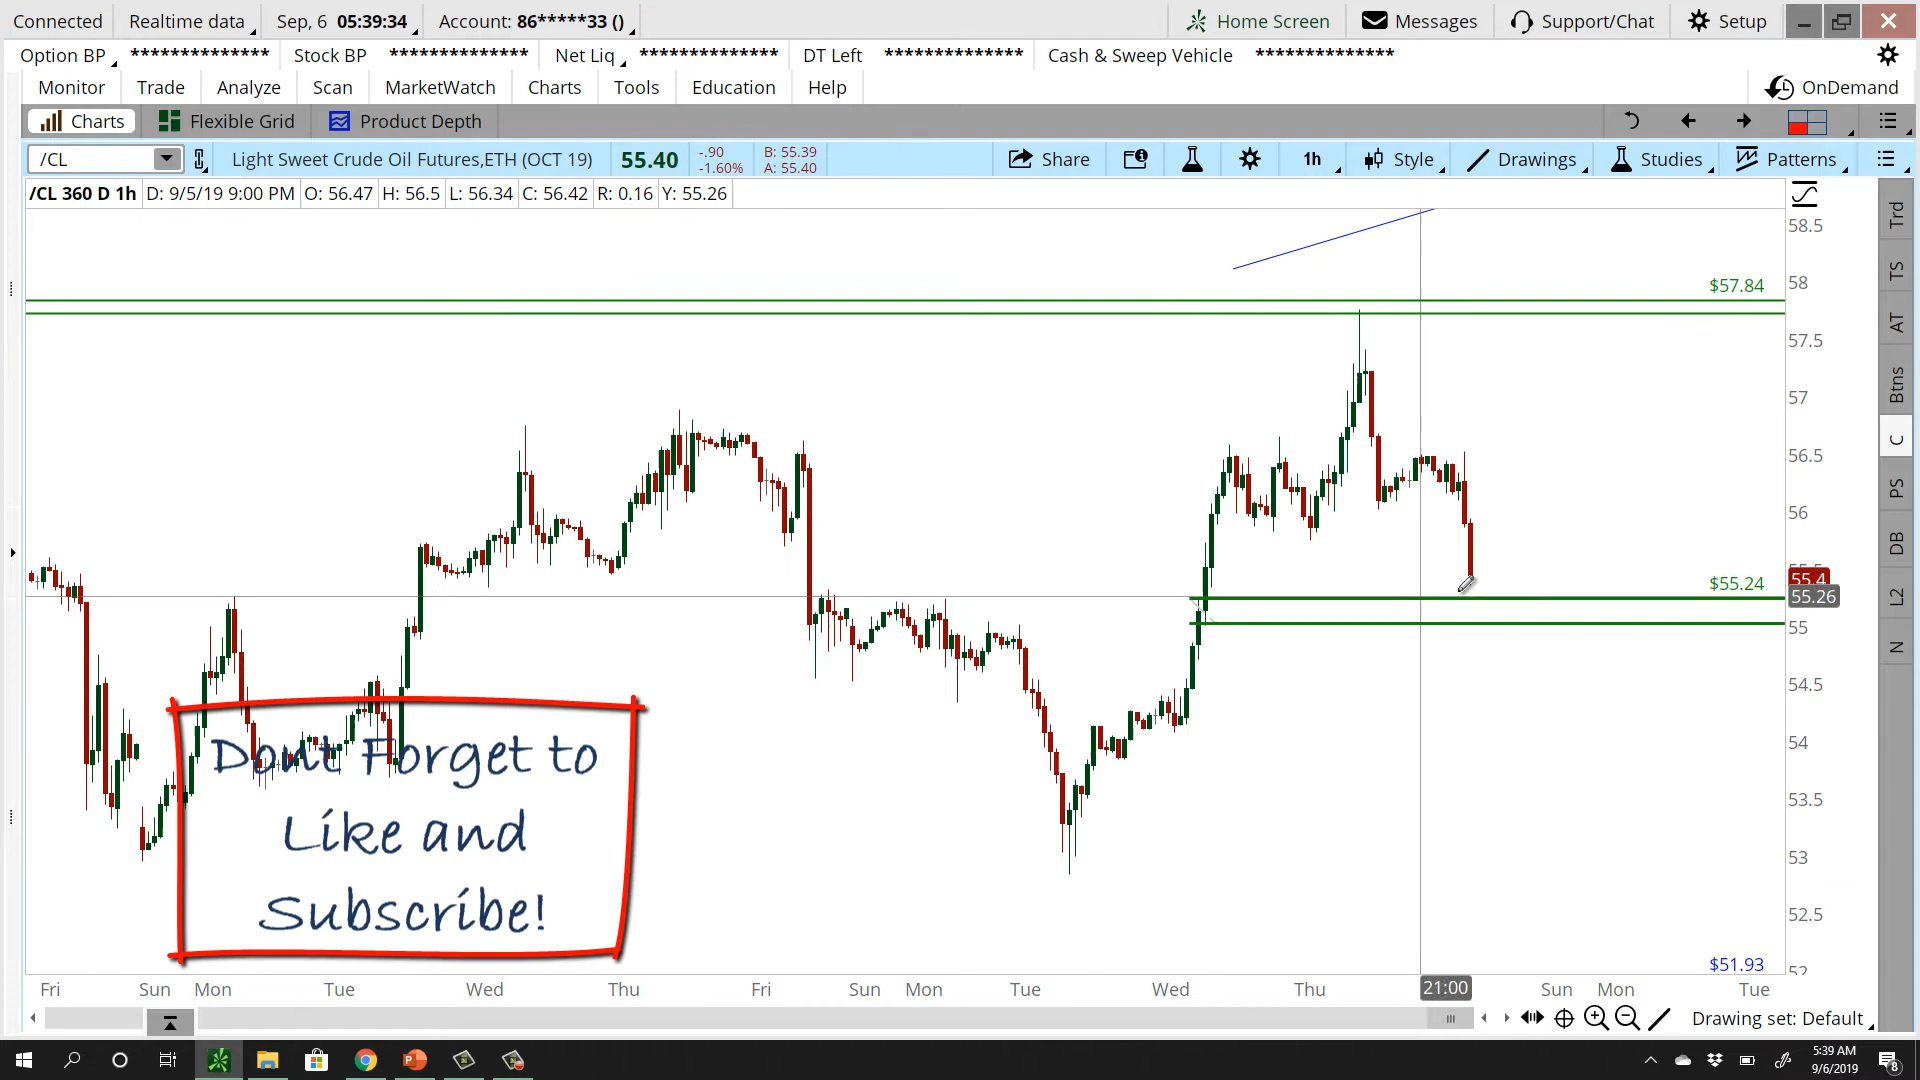 Connected Realtime data Sep, 6 05:39:34 Account: 86*****33 () Home Screen Messages Support/Chat Setup
Option BP ************** Stock BP ************** Net Liq ************** DT Left ************** Cash & Sweep Vehicle **************
Monitor Trade Analyze Scan MarketWatch Charts Tools Education Help OnDemand
Charts Flexible Grid Product Depth
/CL Light Sweet Crude Oil Futures,ETH (OCT 19) 55.40 -.90 B: 55.39 Share 1h Style Drawings Studies Patterns
-1.60% A: 55.40
/CL 360 D 1h D: 9/5/19 9:00 PM O: 56.47 H: 56.5 L: 56.34 C: 56.42 R: 0.16 Y: 55.26
58.5
$57.84 58
57.5
57
56.5
56
$55.24 55.4
55.26
55
54.5
54
53.5
53
52.5
$51.93 52
Trd
TS
AT
Btns
C
PS
DB
L2
N
Dont Forget to
Like and
Subscribe!
Fri Sun Mon Tue Wed Thu Fri Sun Mon Tue Wed Thu 21:00 Sun Mon Tue
Drawing set: Default
5:39 AM
9/6/2019
8